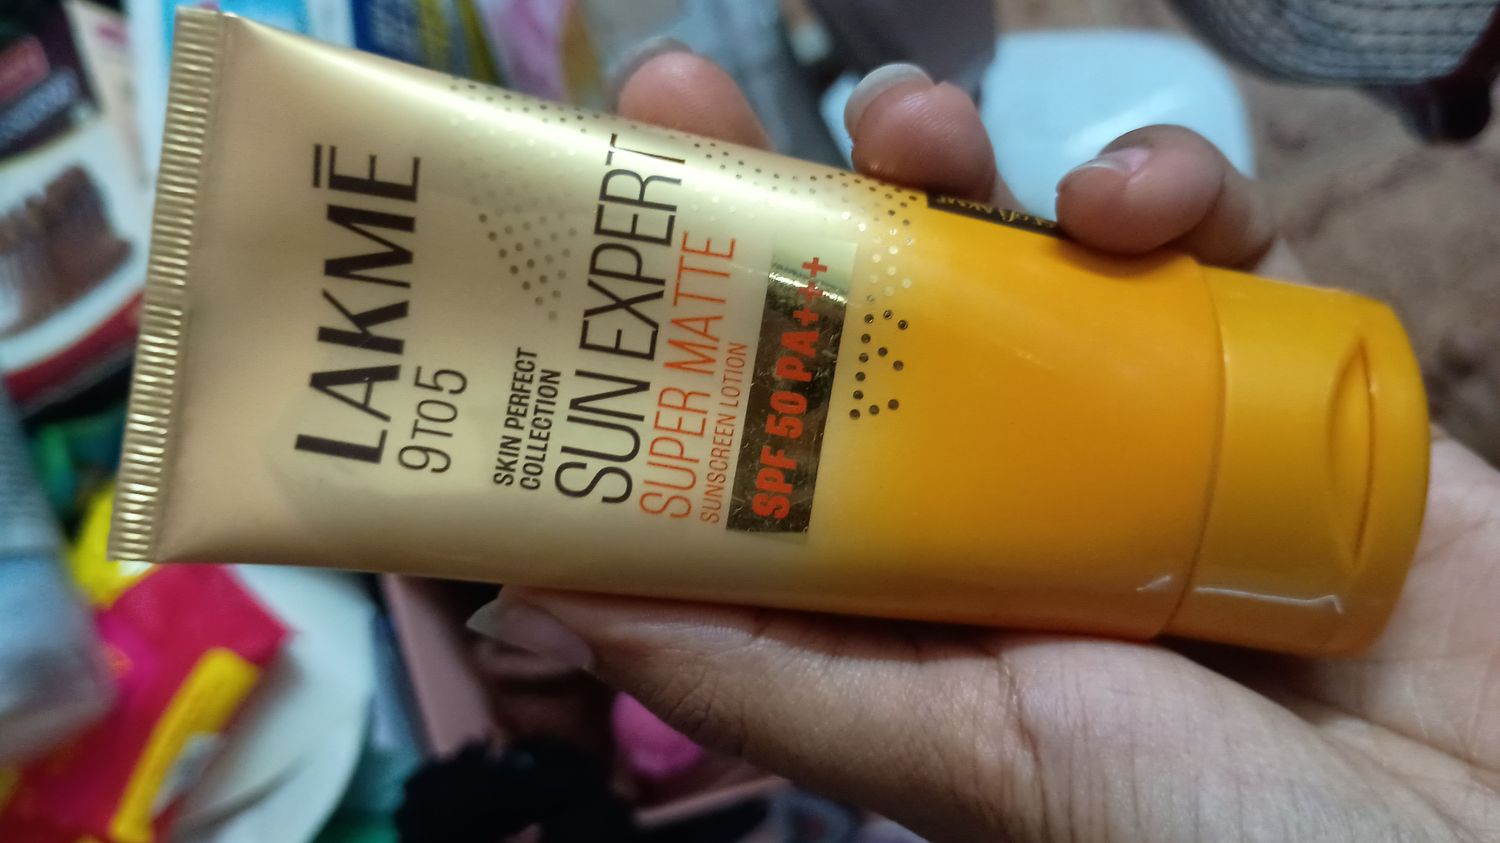 LAKMĒ
9TO5
SKIN PERFECT
COLLECTION
SUN EXPERT
SUPER MATTE
SUNSCREEN LOTION
SPF 50 PA+++